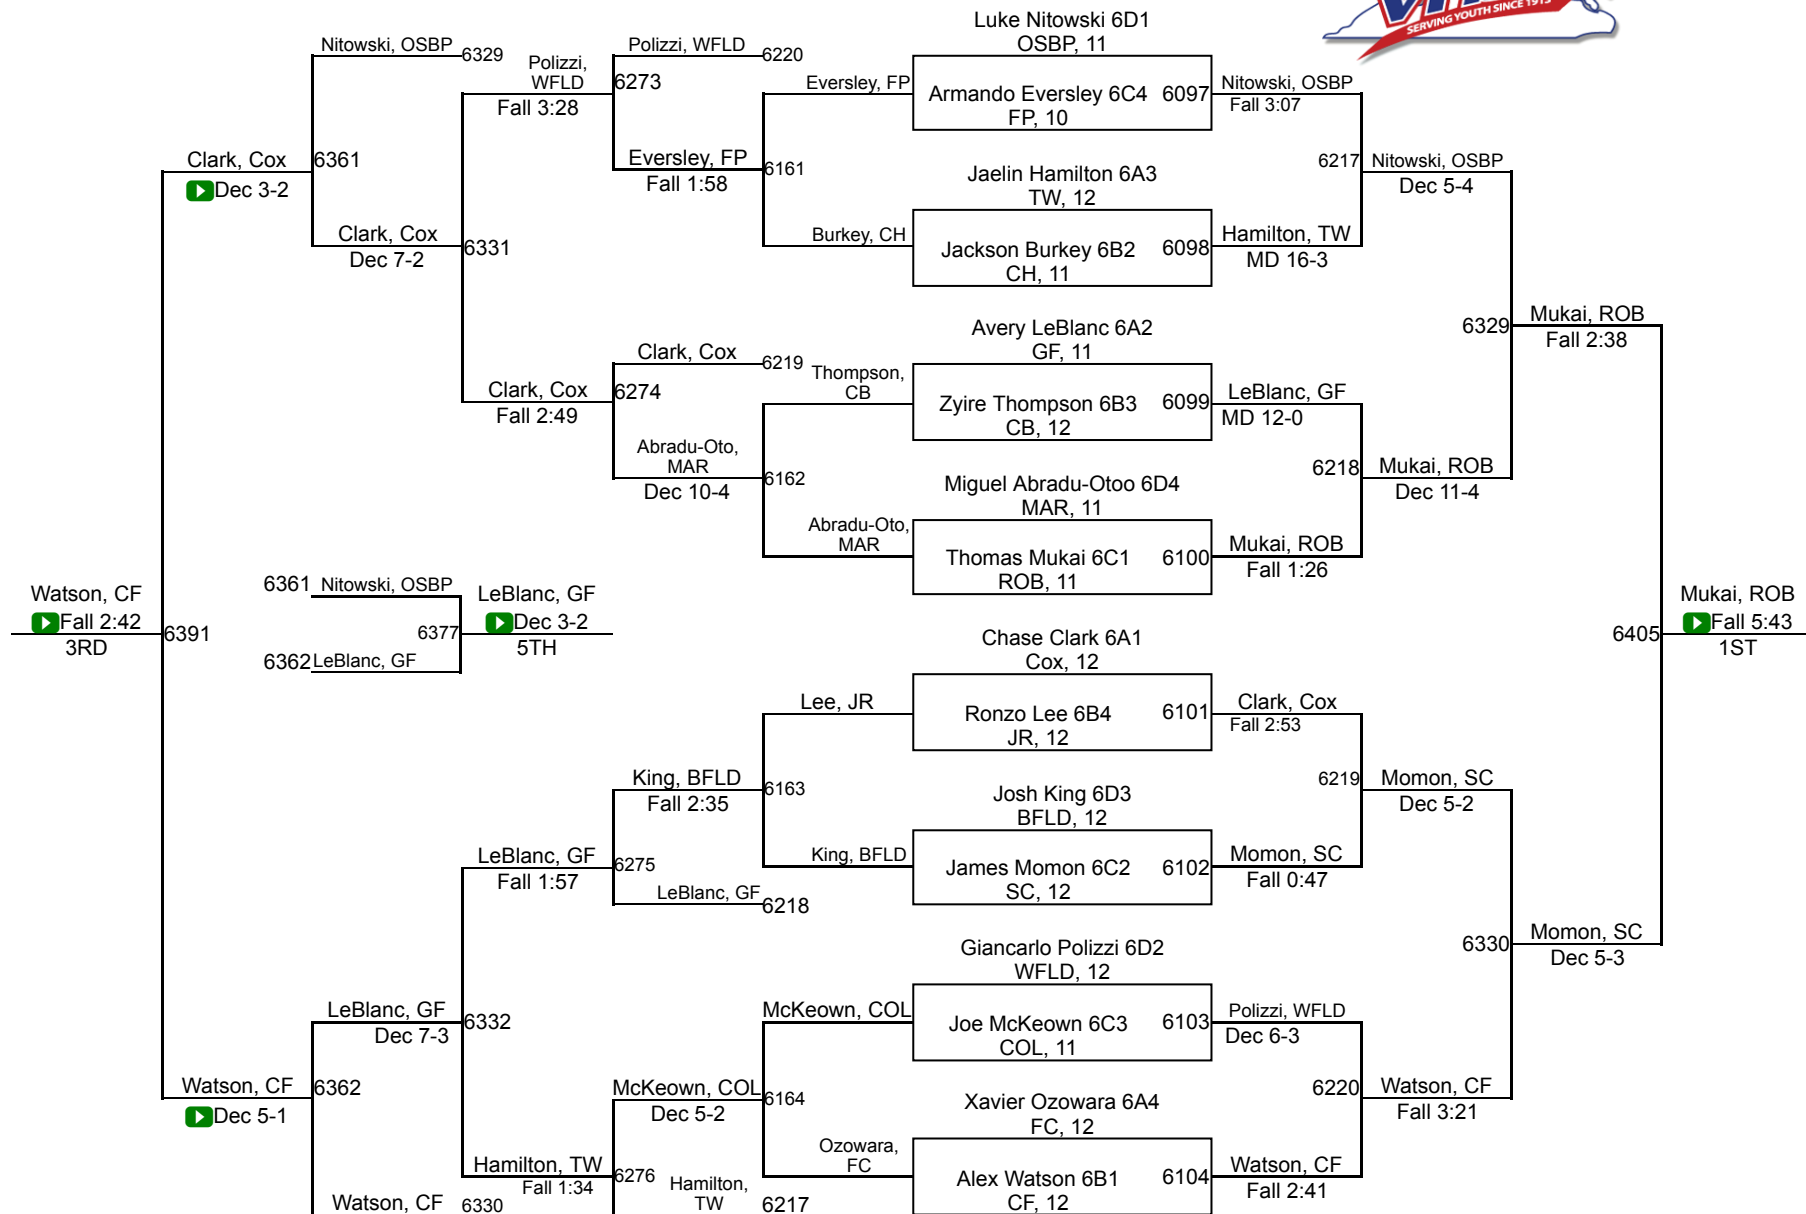 SERVING YOUTH SINCE 1913
Luke Nitowski 6D1
OSBP, 11
Nitowski, OSBP
6329
Polizzi,
WFLD
Fall 3:28
Polizzi, WFLD
6220
6273
Eversley, FP
Armando Eversley 6C4
FP, 10
6097
Nitowski, OSBP
Fall 3:07
Clark, Cox
Dec 3-2
6361
Eversley, FP
Fall 1:58
6161
Jaelin Hamilton 6A3
TW, 12
6217
Nitowski, OSBP
Dec 5-4
Clark, Cox
Dec 7-2
6331
Burkey, CH
Jackson Burkey 6B2
CH, 11
6098
Hamilton, TW
MD 16-3
Avery LeBlanc 6A2
GF, 11
6329
Mukai, ROB
Fall 2:38
Clark, Cox
6219
Clark, Cox
Fall 2:49
6274
Thompson,
CB
Zyire Thompson 6B3
CB, 12
6099
LeBlanc, GF
MD 12-0
Abradu-Oto,
MAR
Dec 10-4
6162
Miguel Abradu-Otoo 6D4
MAR, 11
6218
Mukai, ROB
Dec 11-4
Abradu-Oto,
MAR
Thomas Mukai 6C1
ROB, 11
6100
Mukai, ROB
Fall 1:26
Watson, CF
Fall 2:42
3RD
6391
6361
Nitowski, OSBP
6377
6362
LeBlanc, GF
LeBlanc, GF
Dec 3-2
5TH
Chase Clark 6A1
Cox, 12
6405
Mukai, ROB
Fall 5:43
1ST
Lee, JR
Ronzo Lee 6B4
JR, 12
6101
Clark, Cox
Fall 2:53
King, BFLD
Fall 2:35
6163
Josh King 6D3
BFLD, 12
6219
Momon, SC
Dec 5-2
LeBlanc, GF
Fall 1:57
6275
LeBlanc, GF
6218
King, BFLD
James Momon 6C2
SC, 12
6102
Momon, SC
Fall 0:47
Giancarlo Polizzi 6D2
WFLD, 12
6330
Momon, SC
Dec 5-3
LeBlanc, GF
Dec 7-3
6332
McKeown, COL
Joe McKeown 6C3
COL, 11
6103
Polizzi, WFLD
Dec 6-3
Watson, CF
Dec 5-1
6362
McKeown, COL
Dec 5-2
6164
Xavier Ozowara 6A4
FC, 12
6220
Watson, CF
Fall 3:21
Hamilton, TW
Fall 1:34
6276
Ozowara,
FC
Alex Watson 6B1
CF, 12
6104
Watson, CF
Fall 2:41
Watson, CF
6330
Hamilton,
TW
6217